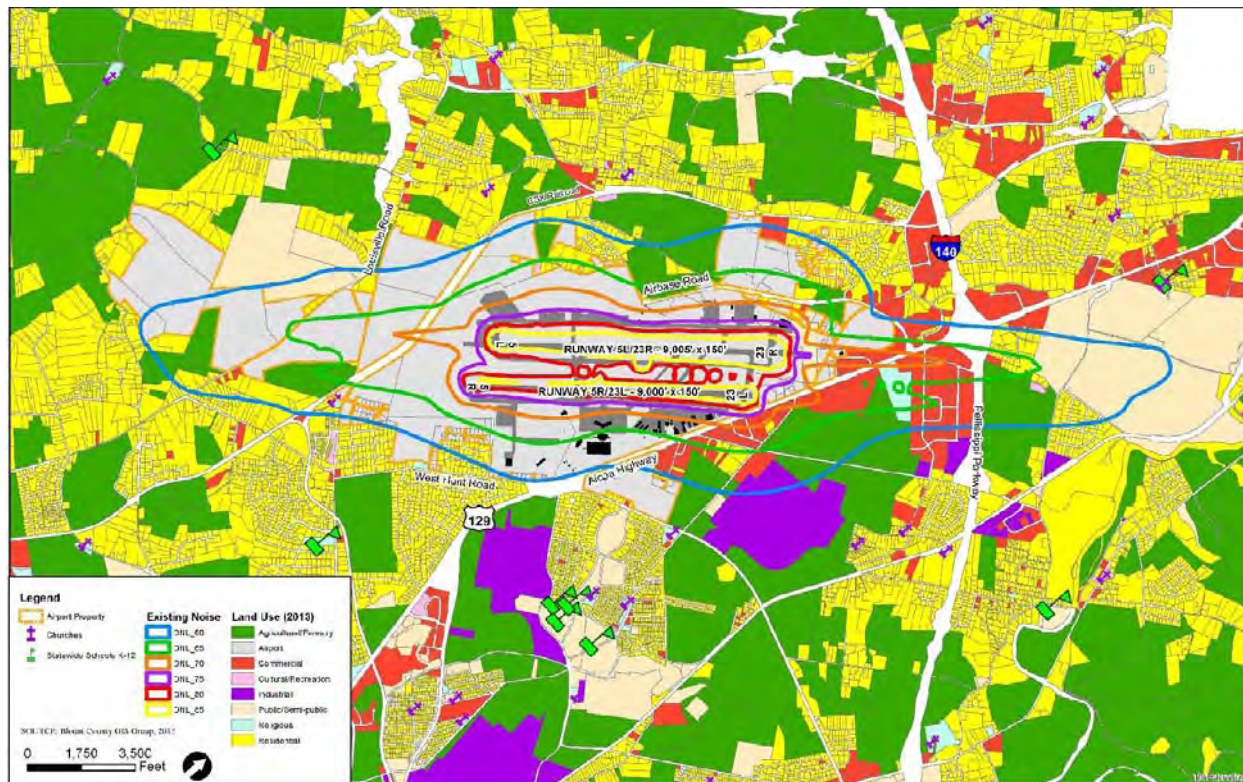 140
Louisville Road
Airbase Road
RUNWAY 5L/23R - 9,005' x 150'
23
R
RUNWAY 5R/23L - 9,000' x 150'
23
L
Pellissippi Parkway
Alcoa Highway
West Hunt Road
129
Legend
Airport Property
Churches
Statewide Schools K-12
Existing Noise
DNL_60
DNL_65
DNL_70
DNL_75
DNL_80
DNL_85
Land Use (2013)
Agricultural/Forestry
Airport
Commercial
Cultural/Recreation
Industrial
Public/Semi-public
Religious
Residential
SOURCE: Blount County GIS Group,
0 1,750 3,500
Feet